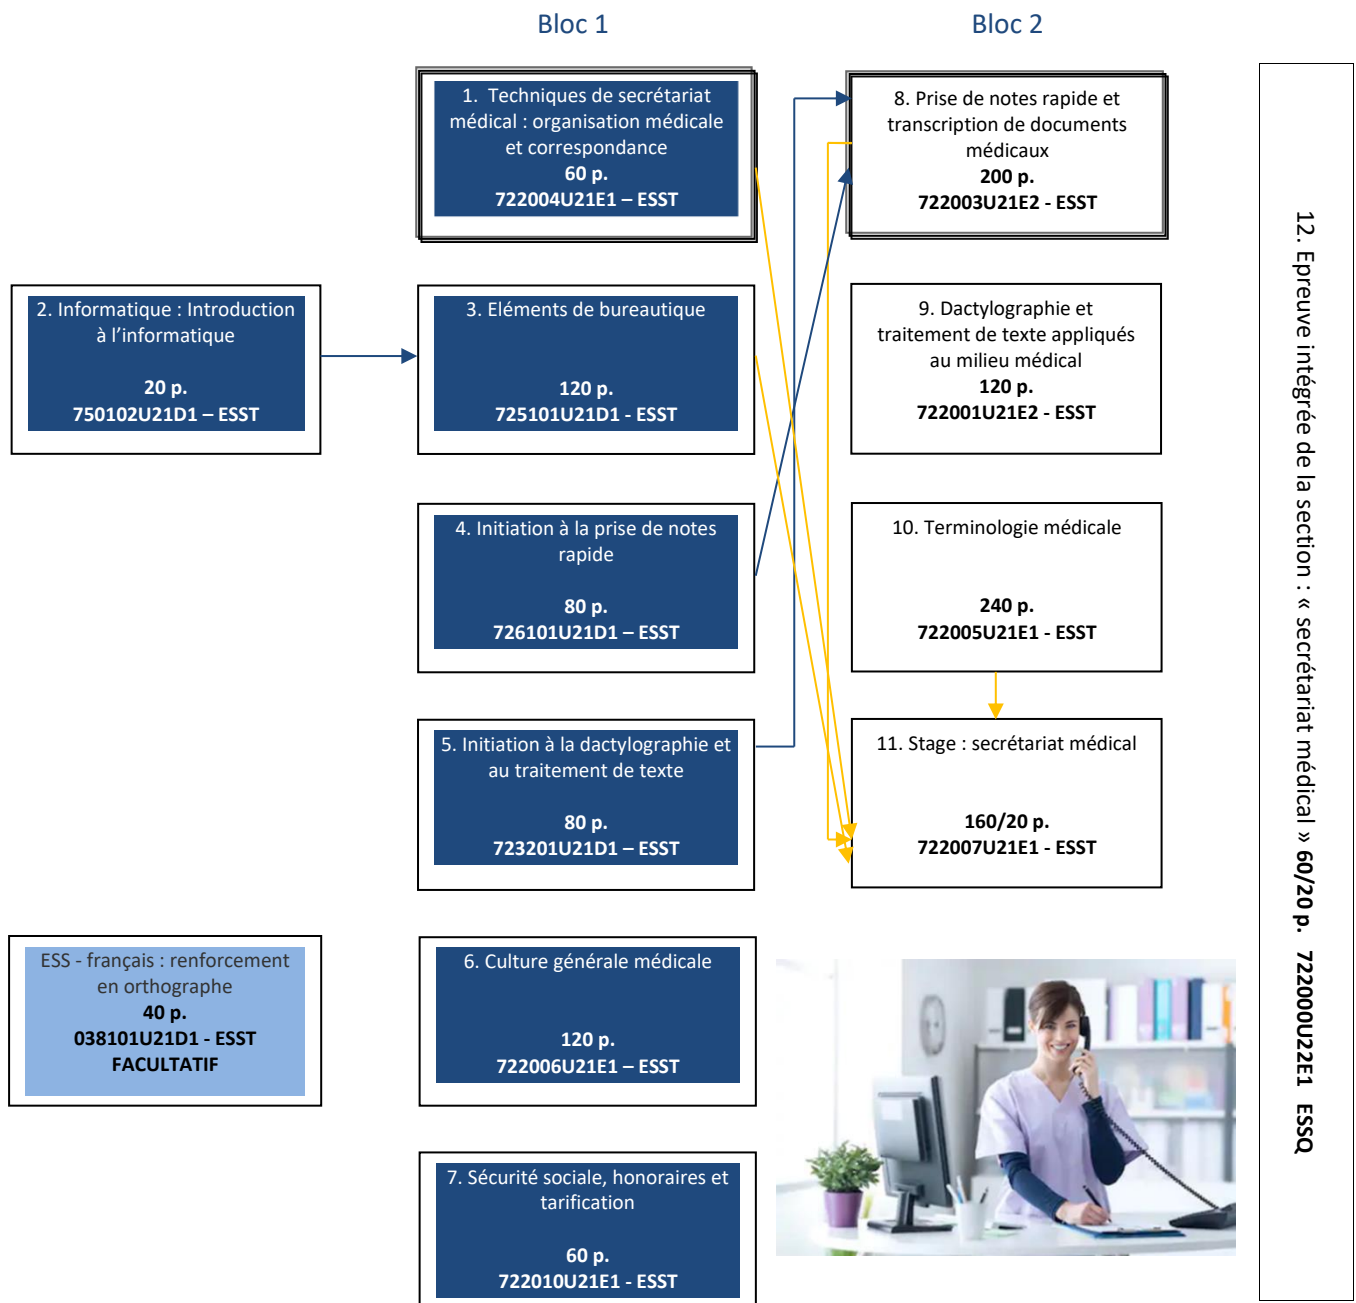 Bloc 1
Bloc 2
1. Techniques de secrétariat
médical : organisation médicale
et correspondance
60 p.
722004U21E1 – ESST
8. Prise de notes rapide et
transcription de documents
médicaux
200 p.
722003U21E2 - ESST
2. Informatique : Introduction
à l’informatique
20 p.
750102U21D1 – ESST
3. Eléments de bureautique
120 p.
725101U21D1 - ESST
9. Dactylographie et
traitement de texte appliqués
au milieu médical
120 p.
722001U21E2 - ESST
4. Initiation à la prise de notes
rapide
80 p.
726101U21D1 – ESST
10. Terminologie médicale
240 p.
722005U21E1 - ESST
5. Initiation à la dactylographie et
au traitement de texte
80 p.
723201U21D1 – ESST
11. Stage : secrétariat médical
160/20 p.
722007U21E1 - ESST
ESS - français : renforcement
en orthographe
40 p.
038101U21D1 - ESST
FACULTATIF
6. Culture générale médicale
120 p.
722006U21E1 – ESST
7. Sécurité sociale, honoraires et
tarification
60 p.
722010U21E1 - ESST
12. Epreuve intégrée de la section : « secrétariat médical » 60/20 p. 722000U22E1 ESSQ